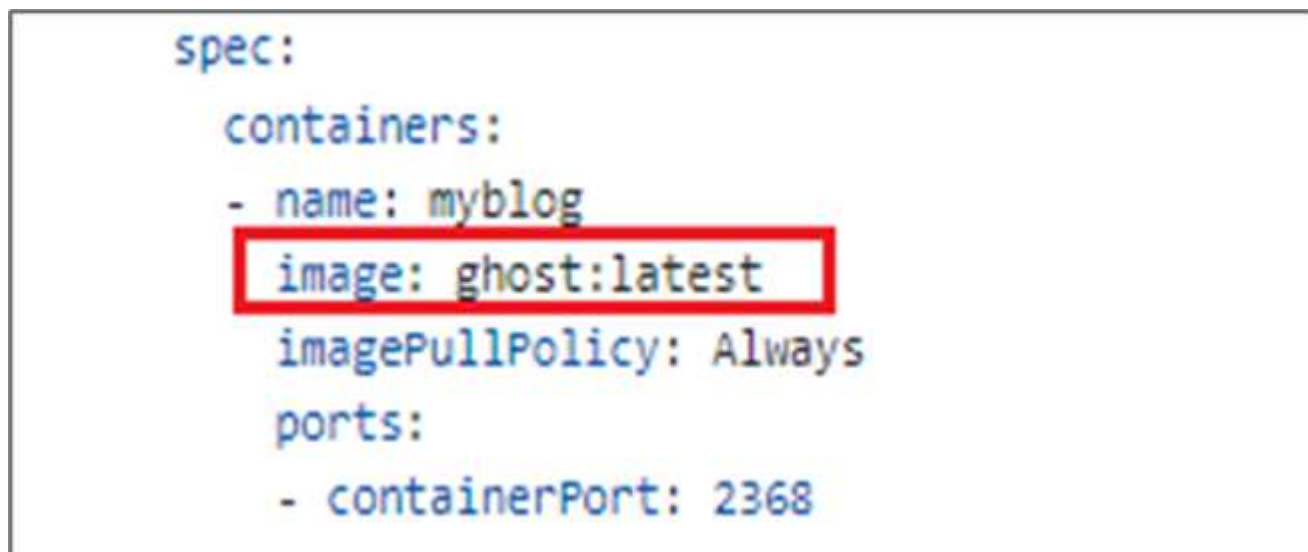 spec:
containers:
- name: myblog
image: ghost:latest
imagePullPolicy: Always
ports:
- containerPort: 2368